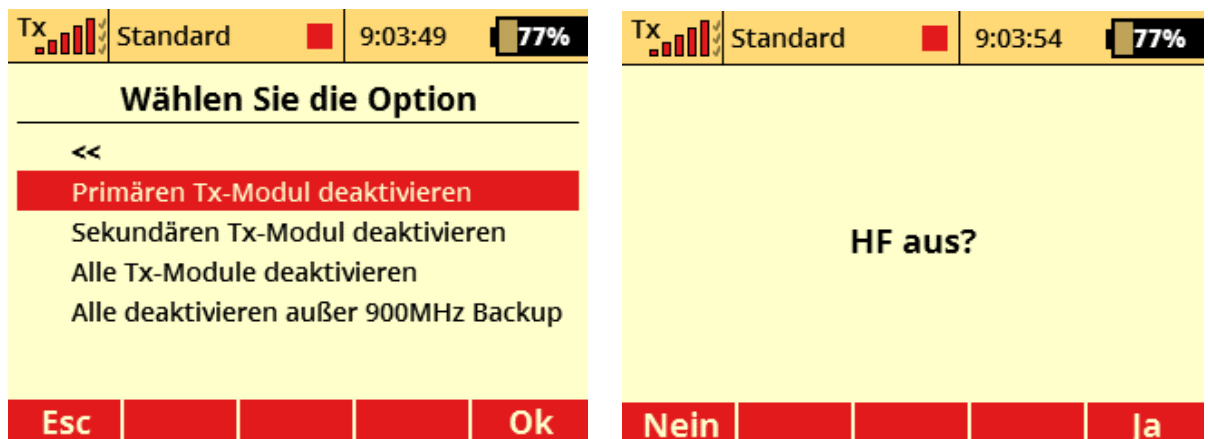 Tx Standard 9:03:49 77%
Wählen Sie die Option
<<
Primären Tx-Modul deaktivieren
Sekundären Tx-Modul deaktivieren
Alle Tx-Module deaktivieren
Alle deaktivieren außer 900MHz Backup
Esc Ok
Tx Standard 9:03:54 77%
HF aus?
Nein Ja